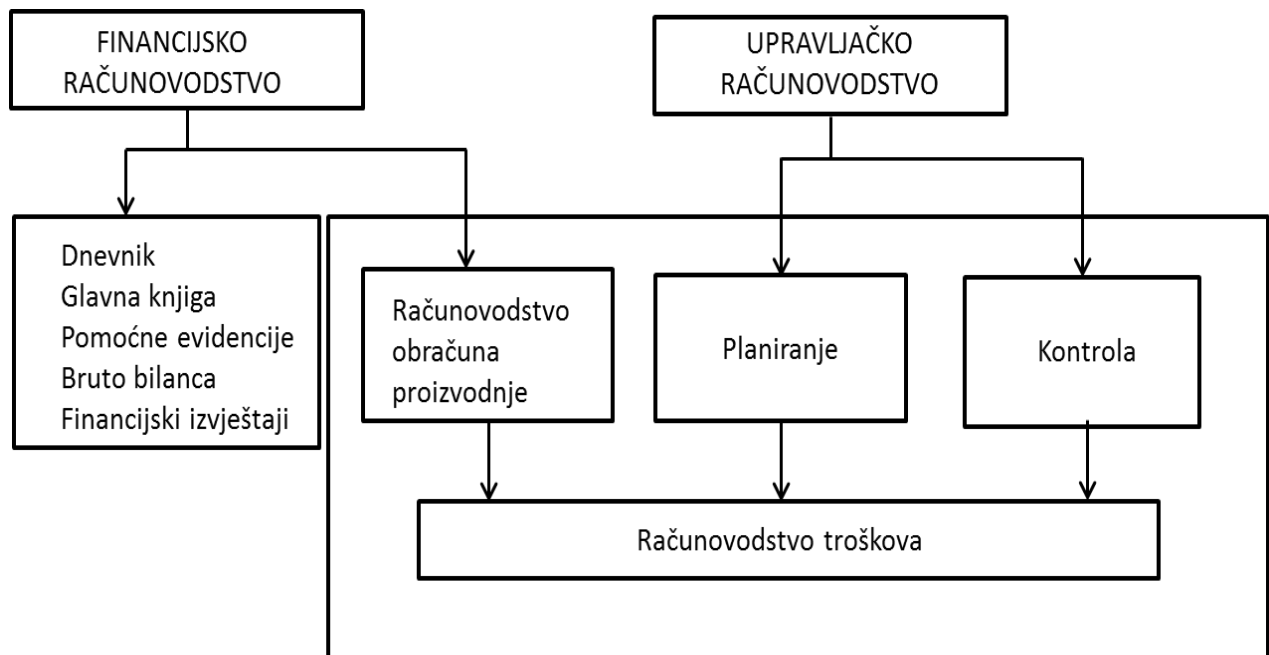 FINANCIJSKO
RAČUNOVODSTVO
UPRAVLJAČKO
RAČUNOVODSTVO
Dnevnik
Glavna knjiga
Pomoćne evidencije
Bruto bilanca
Financijski izvještaji
Računovodstvo
obračuna
proizvodnje
Planiranje
Kontrola
Računovodstvo troškova